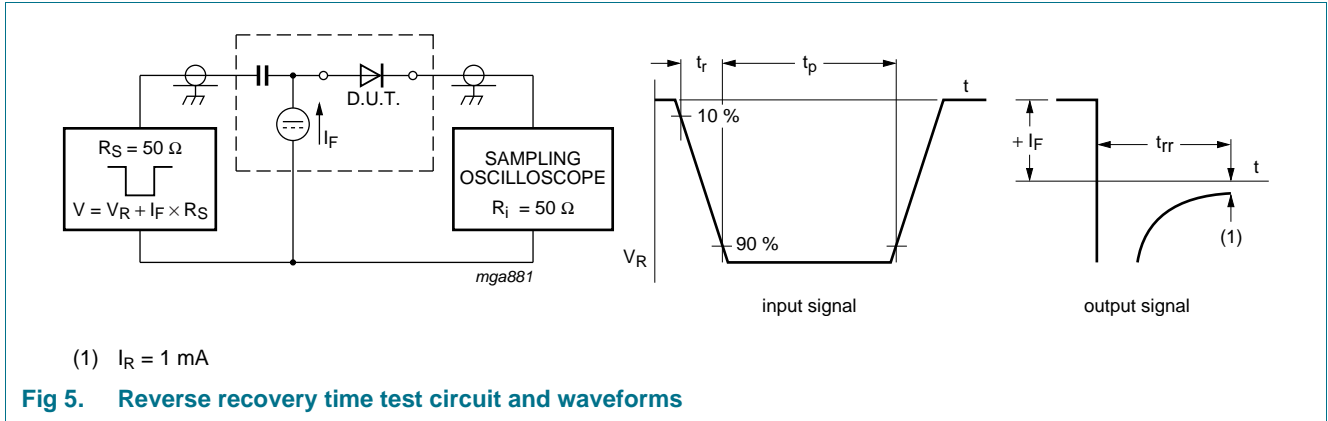 D.U.T.
I_F
R_S = 50 Ω
V = V_R + I_F × R_S
SAMPLING
OSCILLOSCOPE
R_i = 50 Ω
mga881
t_r
t_p
t
10 %
90 %
V_R
input signal
+ I_F
t_rr
t
(1)
output signal
(1) I_R = 1 mA
Fig 5. Reverse recovery time test circuit and waveforms